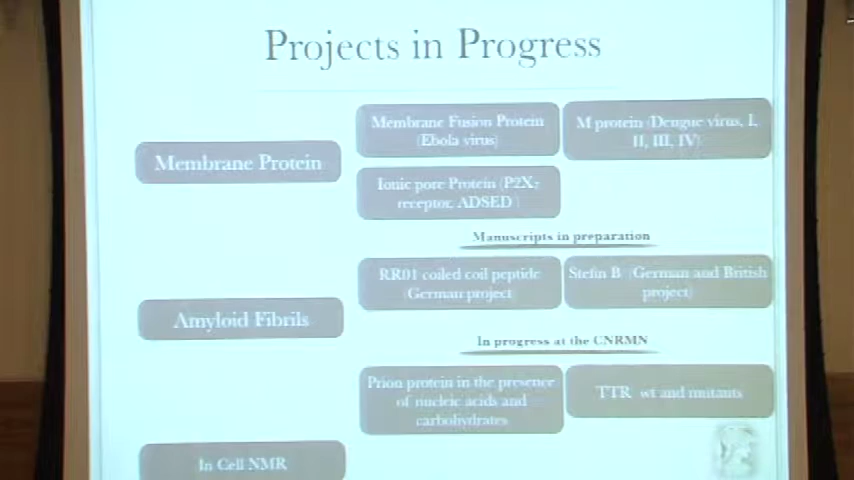 Projects in Progress
Membrane Protein
Membrane Fusion Protein
(Ebola virus)
M protein (Dengue virus, I,
II, III, IV)
Ionic pore Protein (P2X7
receptor, ADSED )
Manuscripts in preparation
Amyloid Fibrils
RR01 coiled coil peptide
(German project)
Stefin B (German and British
project)
In progress at the CNRMN
Prion protein in the presence
of nucleic acids and
carbohydrates
TTR wt and mutants
In Cell NMR